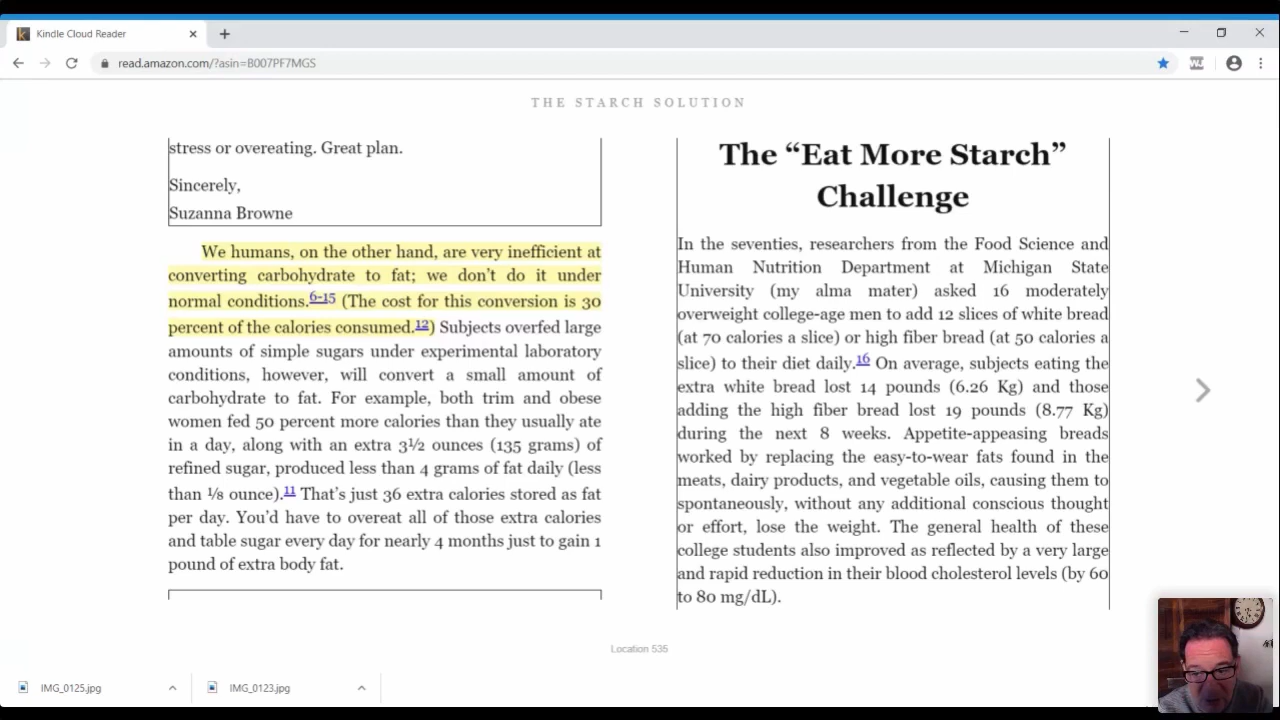 Kindle Cloud Reader
read.amazon.com/?asin=B007PF7MGS
THE STARCH SOLUTION
stress or overeating. Great plan.
Sincerely,
Suzanna Browne
We humans, on the other hand, are very inefficient at
converting carbohydrate to fat; we don’t do it under
normal conditions.6-15 (The cost for this conversion is 30
percent of the calories consumed.12) Subjects overfed large
amounts of simple sugars under experimental laboratory
conditions, however, will convert a small amount of
carbohydrate to fat. For example, both trim and obese
women fed 50 percent more calories than they usually ate
in a day, along with an extra 3½ ounces (135 grams) of
refined sugar, produced less than 4 grams of fat daily (less
than ⅛ ounce).11 That’s just 36 extra calories stored as fat
per day. You’d have to overeat all of those extra calories
and table sugar every day for nearly 4 months just to gain 1
pound of extra body fat.
The “Eat More Starch”
Challenge
In the seventies, researchers from the Food Science and
Human Nutrition Department at Michigan State
University (my alma mater) asked 16 moderately
overweight college-age men to add 12 slices of white bread
(at 70 calories a slice) or high fiber bread (at 50 calories a
slice) to their diet daily.16 On average, subjects eating the
extra white bread lost 14 pounds (6.26 Kg) and those
adding the high fiber bread lost 19 pounds (8.77 Kg)
during the next 8 weeks. Appetite-appeasing breads
worked by replacing the easy-to-wear fats found in the
meats, dairy products, and vegetable oils, causing them to
spontaneously, without any additional conscious thought
or effort, lose the weight. The general health of these
college students also improved as reflected by a very large
and rapid reduction in their blood cholesterol levels (by 60
to 80 mg/dL).
Location 535
IMG_0125.jpg
IMG_0123.jpg